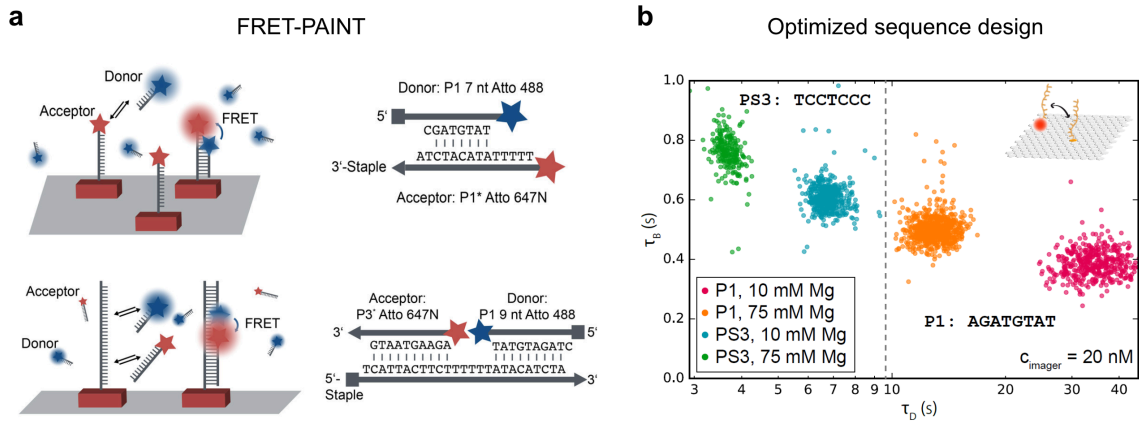 a
FRET-PAINT
Donor
Acceptor
FRET
Donor: P1 7 nt Atto 488
5'
CGATGTAT
ATCTACATATTTTT
3'-Staple
Acceptor: P1* Atto 647N
Acceptor
Donor
FRET
Acceptor:
P3* Atto 647N
Donor:
P1 9 nt Atto 488
3'
5'
GTAATGAAGA
TATGTAGATC
TCATTACTTCTTTTTTATACATCTA
5'-
Staple
3'
b
Optimized sequence design
1.0
0.8
0.6
0.4
0.2
0.0
τB (s)
PS3: TCCTCCC
P1, 10 mM Mg
P1, 75 mM Mg
PS3, 10 mM Mg
PS3, 75 mM Mg
P1: AGATGTAT
cimager = 20 nM
3 4 5 6 7 8 9 10 20 30 40
τD (s)